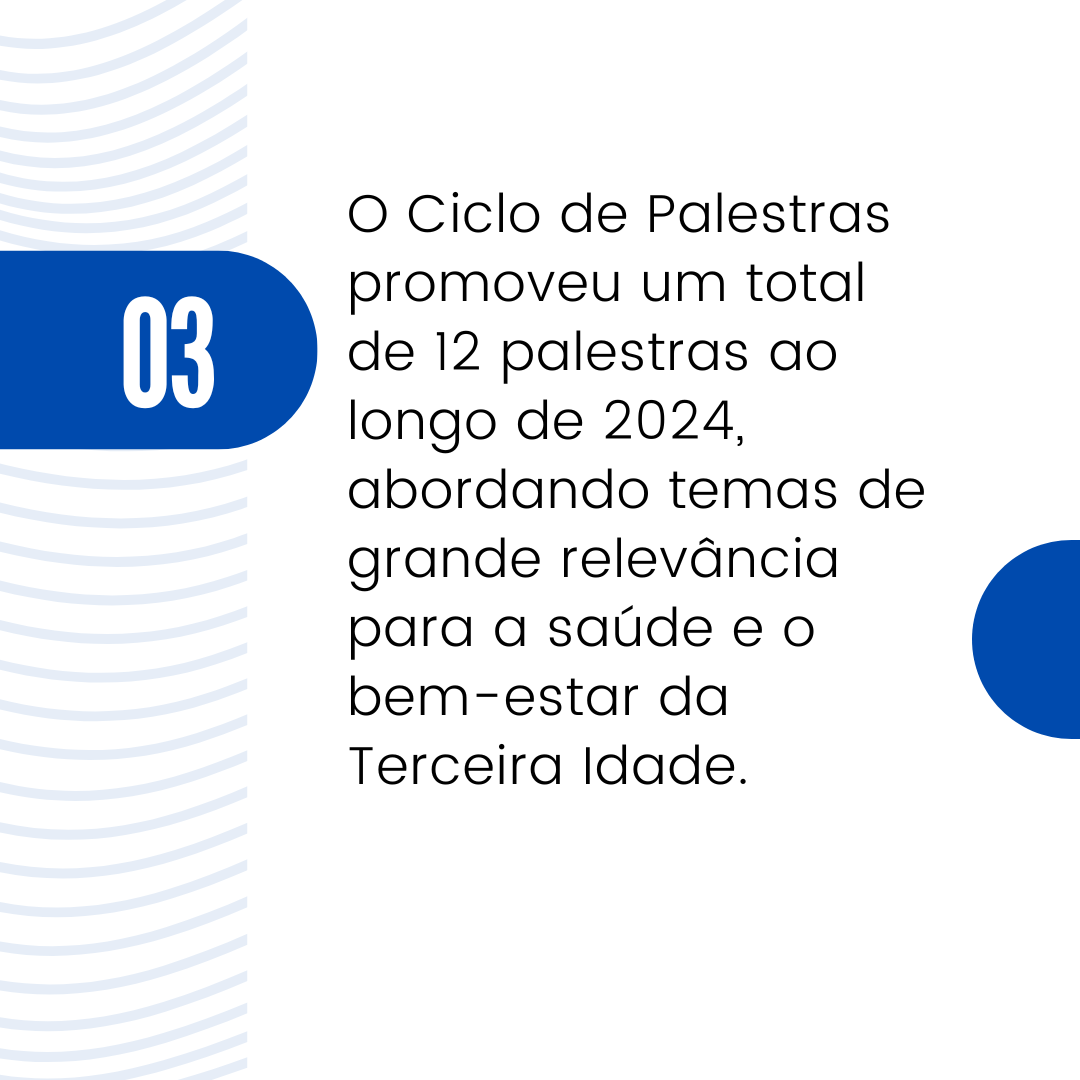 03
O Ciclo de Palestras
promoveu um total
de 12 palestras ao
longo de 2024,
abordando temas de
grande relevância
para a saúde e o
bem-estar da
Terceira Idade.